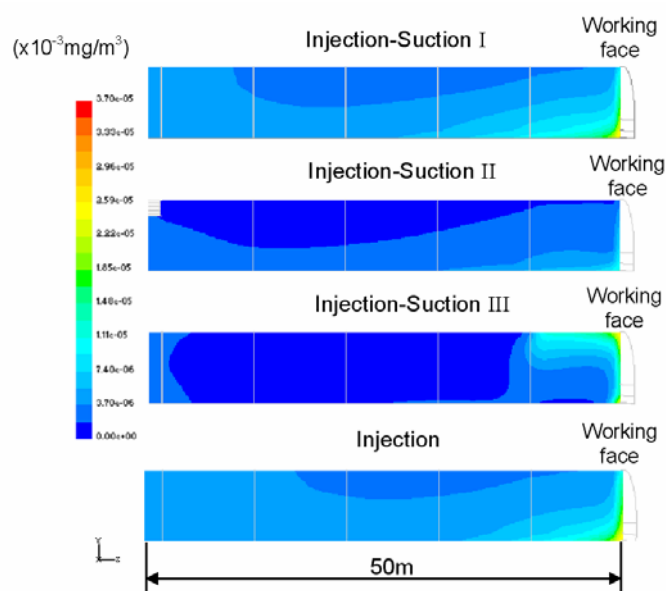 (x10⁻³mg/m³)
3.70e-05
3.33e-05
2.96e-05
2.59e-05
2.22e-05
1.85e-05
1.48e-05
1.11e-05
7.40e-06
3.70e-06
0.00e+00
Injection-Suction I
Working
face
Injection-Suction II
Working
face
Injection-Suction III
Working
face
Injection
Working
face
Y
Z
50m